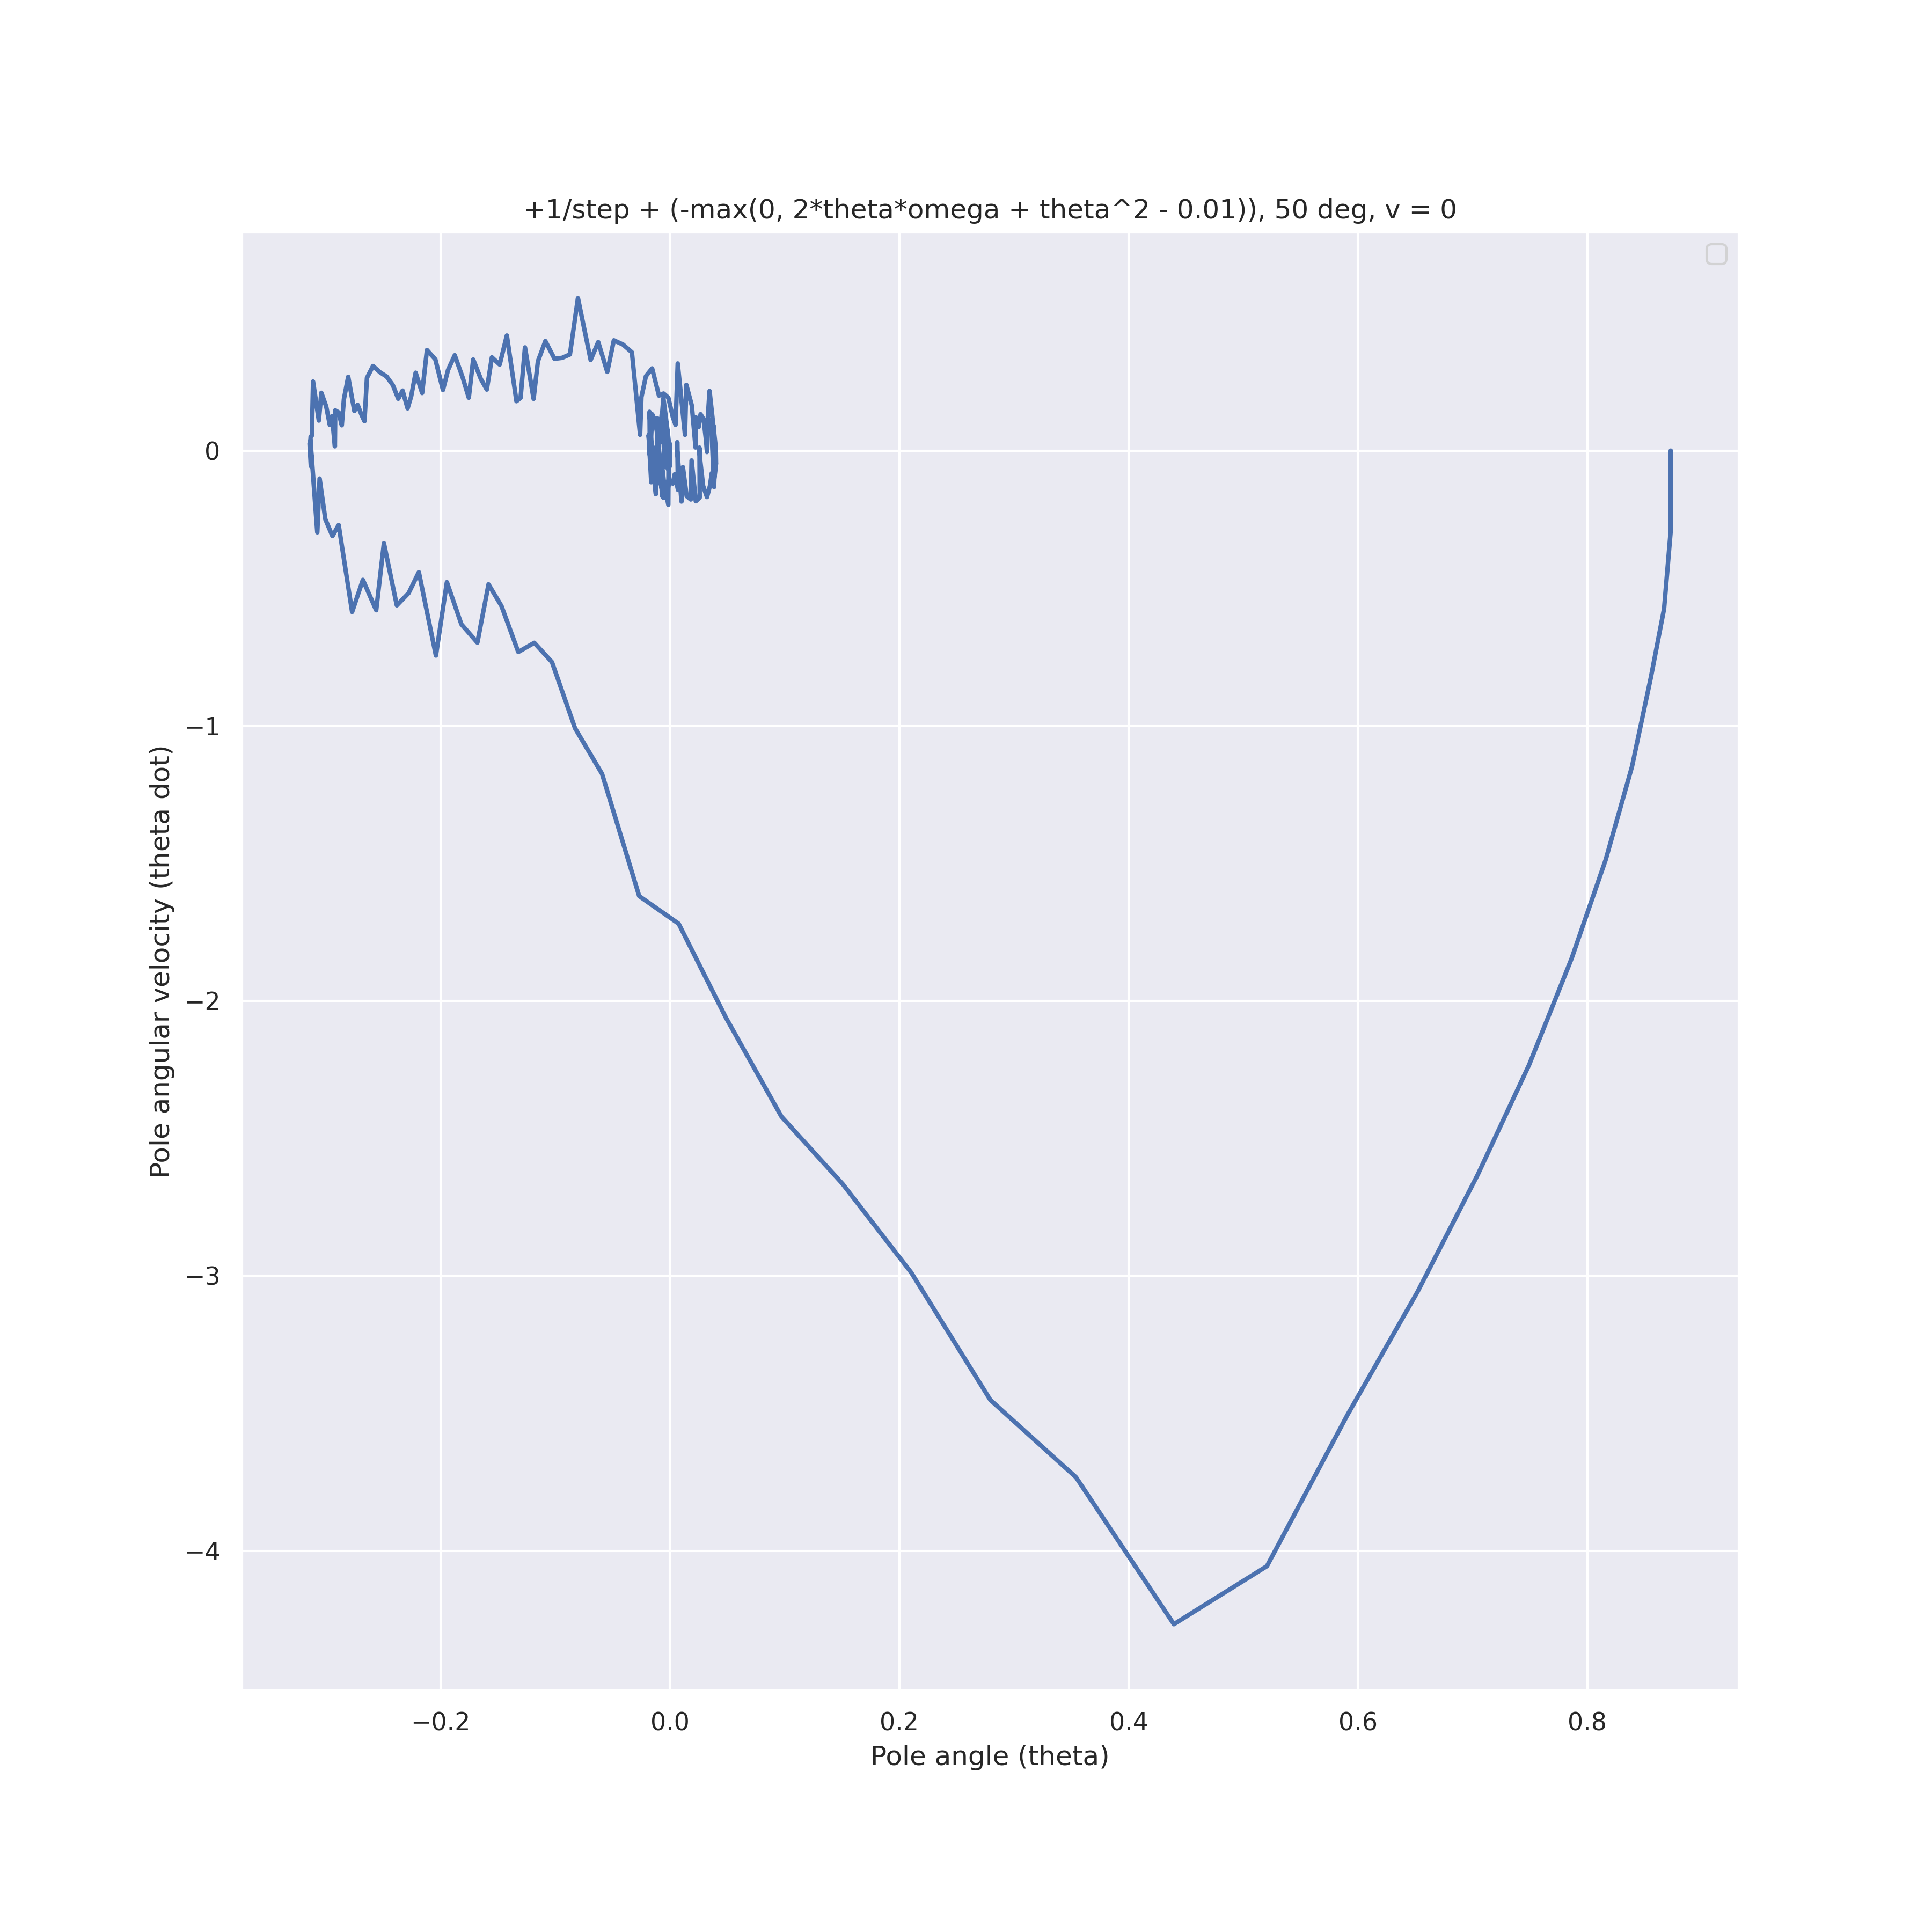 +1/step + (-max(0, 2*theta*omega + theta^2 - 0.01)), 50 deg, v = 0
Pole angular velocity (theta dot)
0
−1
−2
−3
−4
−0.2 0.0 0.2 0.4 0.6 0.8
Pole angle (theta)